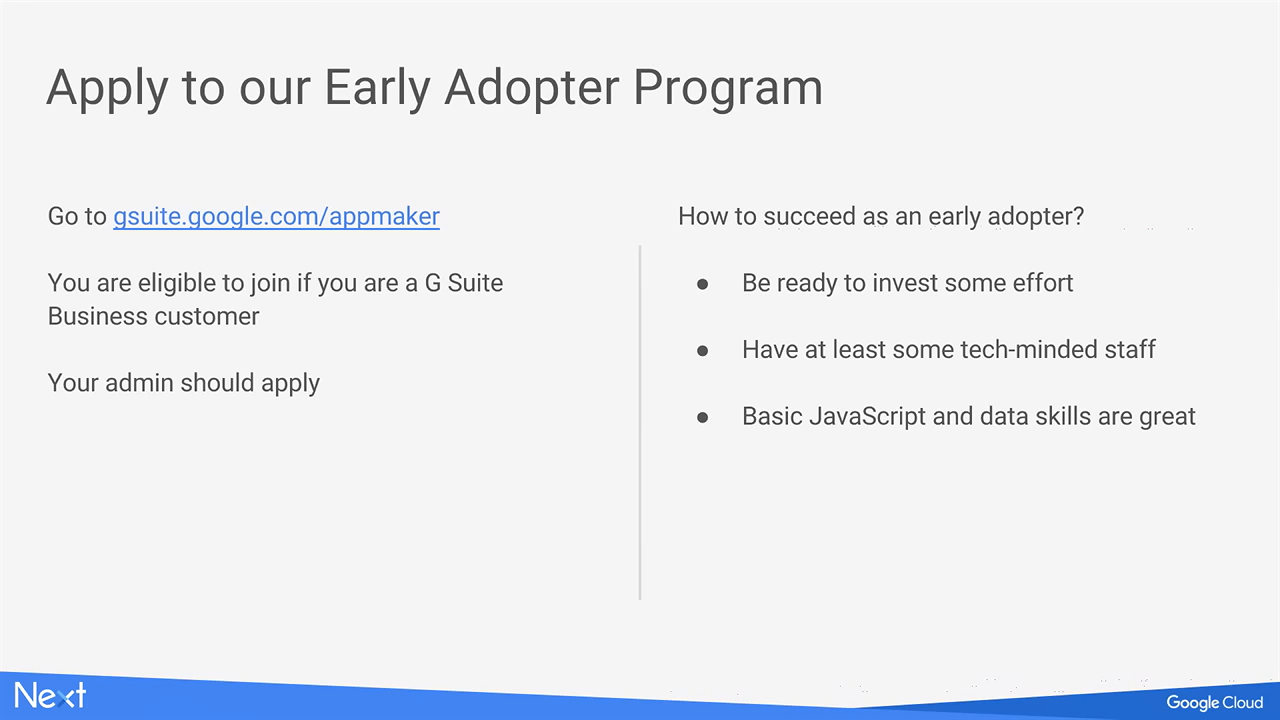 Apply to our Early Adopter Program
Go to gsuite.google.com/appmaker
You are eligible to join if you are a G Suite
Business customer
Your admin should apply
How to succeed as an early adopter?
● Be ready to invest some effort
● Have at least some tech-minded staff
● Basic JavaScript and data skills are great
Next
Google Cloud